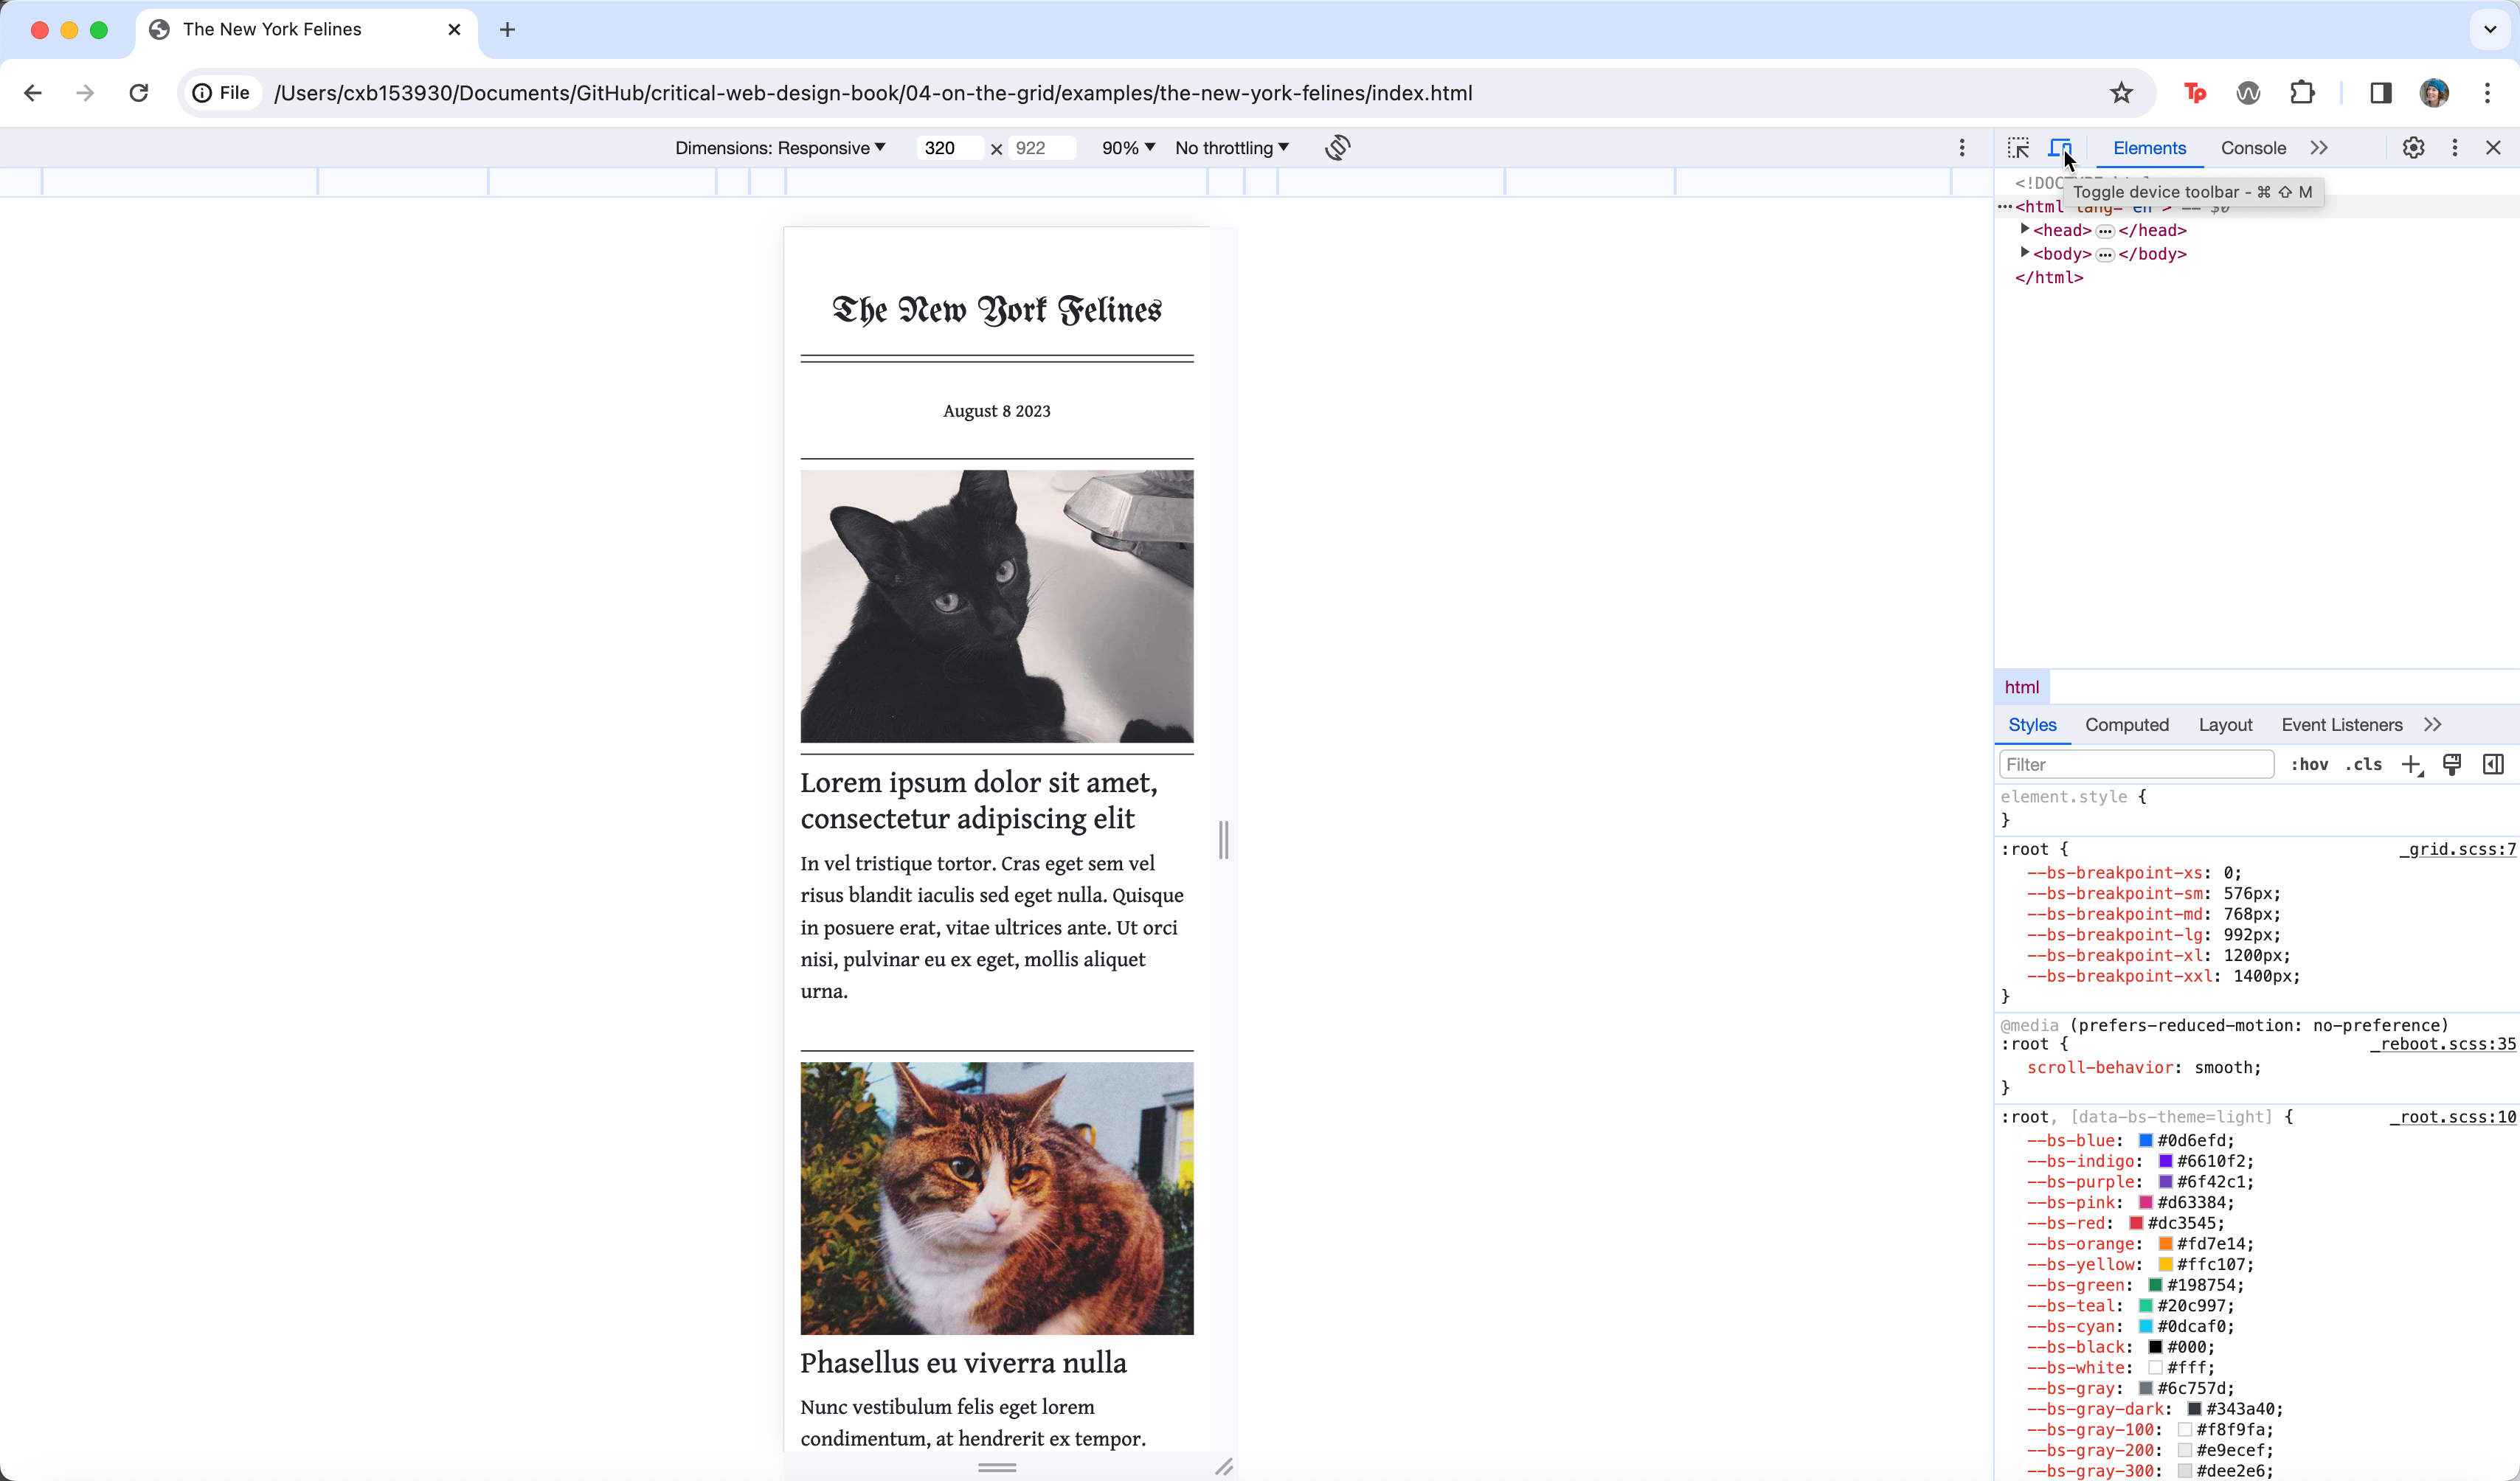 The New York Felines
File /Users/cxb153930/Documents/GitHub/critical-web-design-book/04-on-the-grid/examples/the-new-york-felines/index.html
Tp
Dimensions: Responsive 320 × 922 90% No throttling
Elements Console
Toggle device toolbar - ⌘ ⇧ M
<head> </head>
<body> </body>
</html>
The New York Felines
August 8 2023
Lorem ipsum dolor sit amet,
consectetur adipiscing elit
In vel tristique tortor. Cras eget sem vel
risus blandit iaculis sed eget nulla. Quisque
in posuere erat, vitae ultrices ante. Ut orci
nisi, pulvinar eu ex eget, mollis aliquet
urna.
Phasellus eu viverra nulla
Nunc vestibulum felis eget lorem
condimentum, at hendrerit ex tempor.
html
Styles Computed Layout Event Listeners
Filter :hov .cls
element.style {
}
:root { _grid.scss:7
--bs-breakpoint-xs: 0;
--bs-breakpoint-sm: 576px;
--bs-breakpoint-md: 768px;
--bs-breakpoint-lg: 992px;
--bs-breakpoint-xl: 1200px;
--bs-breakpoint-xxl: 1400px;
}
@media (prefers-reduced-motion: no-preference)
:root { _reboot.scss:35
scroll-behavior: smooth;
}
:root, [data-bs-theme=light] { _root.scss:10
--bs-blue: #0d6efd;
--bs-indigo: #6610f2;
--bs-purple: #6f42c1;
--bs-pink: #d63384;
--bs-red: #dc3545;
--bs-orange: #fd7e14;
--bs-yellow: #ffc107;
--bs-green: #198754;
--bs-teal: #20c997;
--bs-cyan: #0dcaf0;
--bs-black: #000;
--bs-white: #fff;
--bs-gray: #6c757d;
--bs-gray-dark: #343a40;
--bs-gray-100: #f8f9fa;
--bs-gray-200: #e9ecef;
--bs-gray-300: #dee2e6;